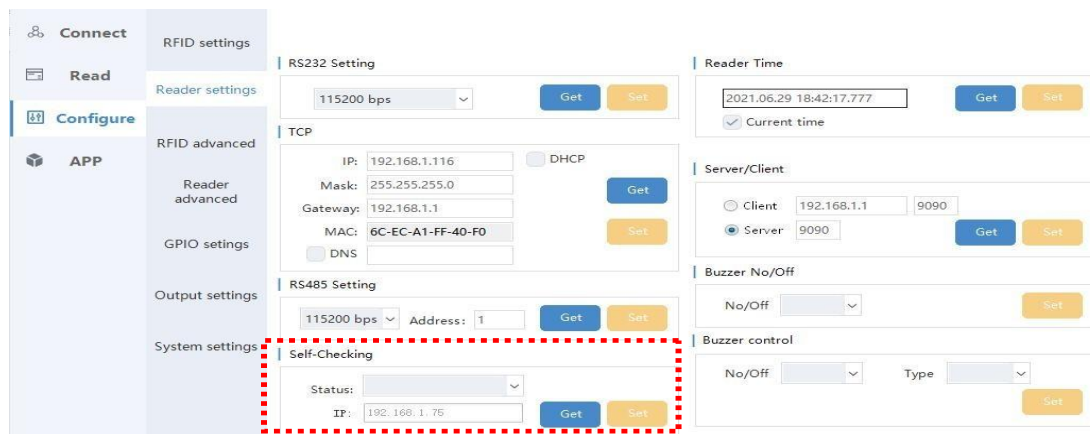 Connect
Read
Configure
APP
RFID settings
Reader settings
RFID advanced
Reader
advanced
GPIO setings
Output settings
System settings
RS232 Setting
115200 bps Get Set
TCP
IP: 192.168.1.116 DHCP
Mask: 255.255.255.0 Get
Gateway: 192.168.1.1
MAC: 6C-EC-A1-FF-40-F0 Set
DNS
RS485 Setting
115200 bps Address: 1 Get Set
Self-Checking
Status:
IP: 192.168.1.75 Get Set
Reader Time
2021.06.29 18:42:17.777 Get Set
Current time
Server/Client
Client 192.168.1.1 9090
Server 9090 Get Set
Buzzer No/Off
No/Off Set
Buzzer control
No/Off Type
Set